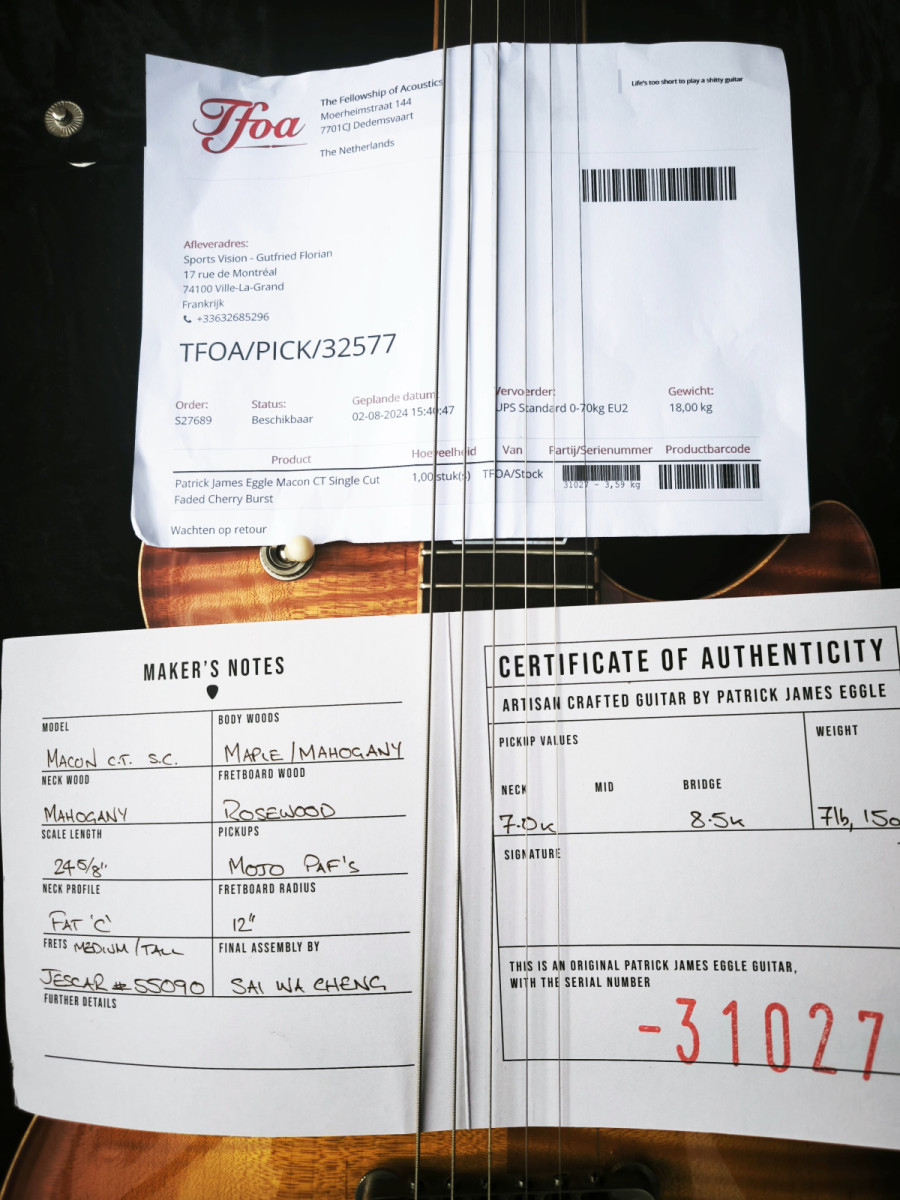 Tfoa
The Fellowship of Acoustics
Moerheimstraat 144
7701CJ Dedemsvaart
The Netherlands
Life's too short to play a shitty guitar
Afleveradres:
Sports Vision - Gutfried Florian
17 rue de Montréal
74100 Ville-La-Grand
Frankrijk
+33632685296
TFOA/PICK/32577
Order: Status: Geplande datum: Vervoerder: Gewicht:
S27689 Beschikbaar 02-08-2024 15:40:47 UPS Standard 0-70kg EU2 18,00 kg
Product Hoeveelheid Van Partij/Serienummer Productbarcode
Patrick James Eggle Macon CT Single Cut 1,00 stuk(s) TFOA/Stock
Faded Cherry Burst
31027 - 3,59 kg
Wachten op retour
MAKER'S NOTES
MODEL BODY WOODS
MACON C.T. S.C. MAPLE/MAHOGANY
NECK WOOD FRETBOARD WOOD
MAHOGANY ROSEWOOD
SCALE LENGTH PICKUPS
24 5/8" MOJO PAF'S
NECK PROFILE FRETBOARD RADIUS
FAT 'C' 12"
FRETS MEDIUM/TALL FINAL ASSEMBLY BY
JESCAR #55090 SAI WA CHENG
FURTHER DETAILS
CERTIFICATE OF AUTHENTICITY
ARTISAN CRAFTED GUITAR BY PATRICK JAMES EGGLE
PICKUP VALUES WEIGHT
NECK MID BRIDGE
7.0K 8.5K 7lb, 15o
SIGNATURE
THIS IS AN ORIGINAL PATRICK JAMES EGGLE GUITAR,
WITH THE SERIAL NUMBER
-31027